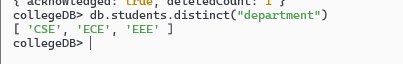 { acknowledged: true, deletedCount: 1 }
collegeDB> db.students.distinct("department")
[ 'CSE', 'ECE', 'EEE' ]
collegeDB>